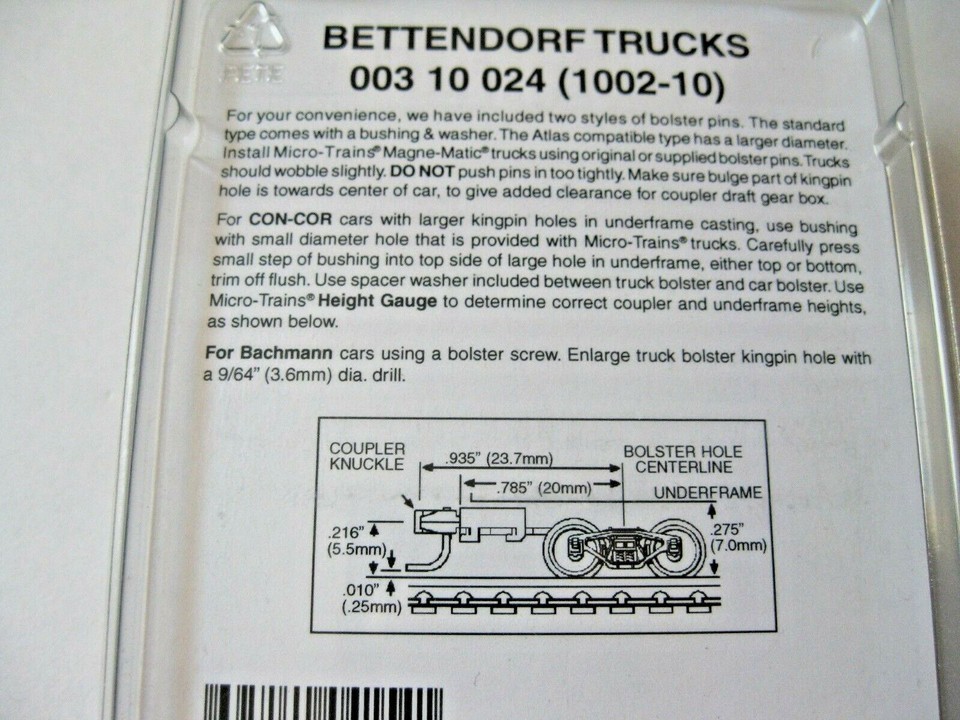 BETTENDORF TRUCKS
003 10 024 (1002-10)
For your convenience, we have included two styles of bolster pins. The standard
type comes with a bushing & washer. The Atlas compatible type has a larger diameter.
Install Micro-Trains® Magne-Matic® trucks using original or supplied bolster pins. Trucks
should wobble slightly. DO NOT push pins in too tightly. Make sure bulge part of kingpin
hole is towards center of car, to give added clearance for coupler draft gear box.
For CON-COR cars with larger kingpin holes in underframe casting, use bushing
with small diameter hole that is provided with Micro-Trains® trucks. Carefully press
small step of bushing into top side of large hole in underframe, either top or bottom,
trim off flush. Use spacer washer included between truck bolster and car bolster. Use
Micro-Trains® Height Gauge to determine correct coupler and underframe heights,
as shown below.
For Bachmann cars using a bolster screw. Enlarge truck bolster kingpin hole with
a 9/64" (3.6mm) dia. drill.
COUPLER
KNUCKLE
.935" (23.7mm)
BOLSTER HOLE
CENTERLINE
.785" (20mm)
UNDERFRAME
.216"
(5.5mm)
.275"
(7.0mm)
.010"
(.25mm)